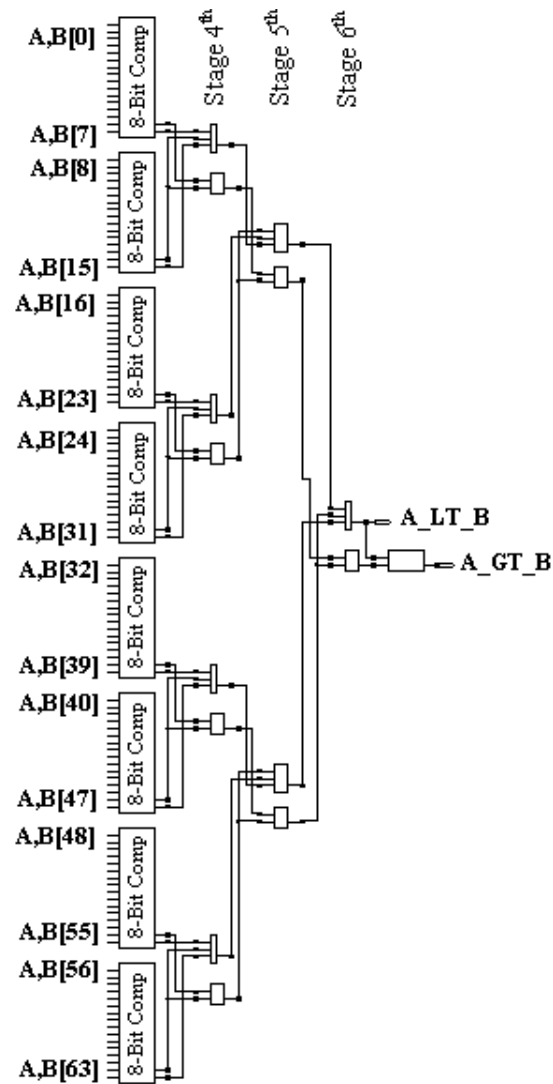 Stage 4th
Stage 5th
Stage 6th
A,B[0]
8-Bit Comp
A,B[7]
A,B[8]
8-Bit Comp
A,B[15]
A,B[16]
8-Bit Comp
A,B[23]
A,B[24]
8-Bit Comp
A,B[31]
A_LT_B
A_GT_B
A,B[32]
8-Bit Comp
A,B[39]
A,B[40]
8-Bit Comp
A,B[47]
A,B[48]
8-Bit Comp
A,B[55]
A,B[56]
8-Bit Comp
A,B[63]